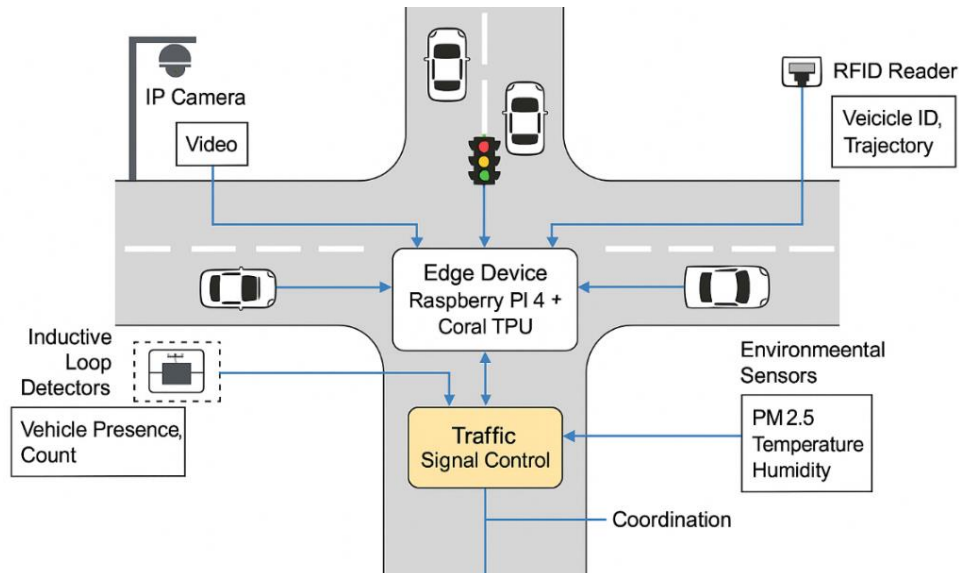 IP Camera
Video
RFID Reader
Veicicle ID,
Trajectory
Edge Device
Raspberry PI 4 +
Coral TPU
Inductive
Loop
Detectors
Vehicle Presence,
Count
Traffic
Signal Control
Environmeental
Sensors
PM 2.5
Temperature
Humidity
Coordination